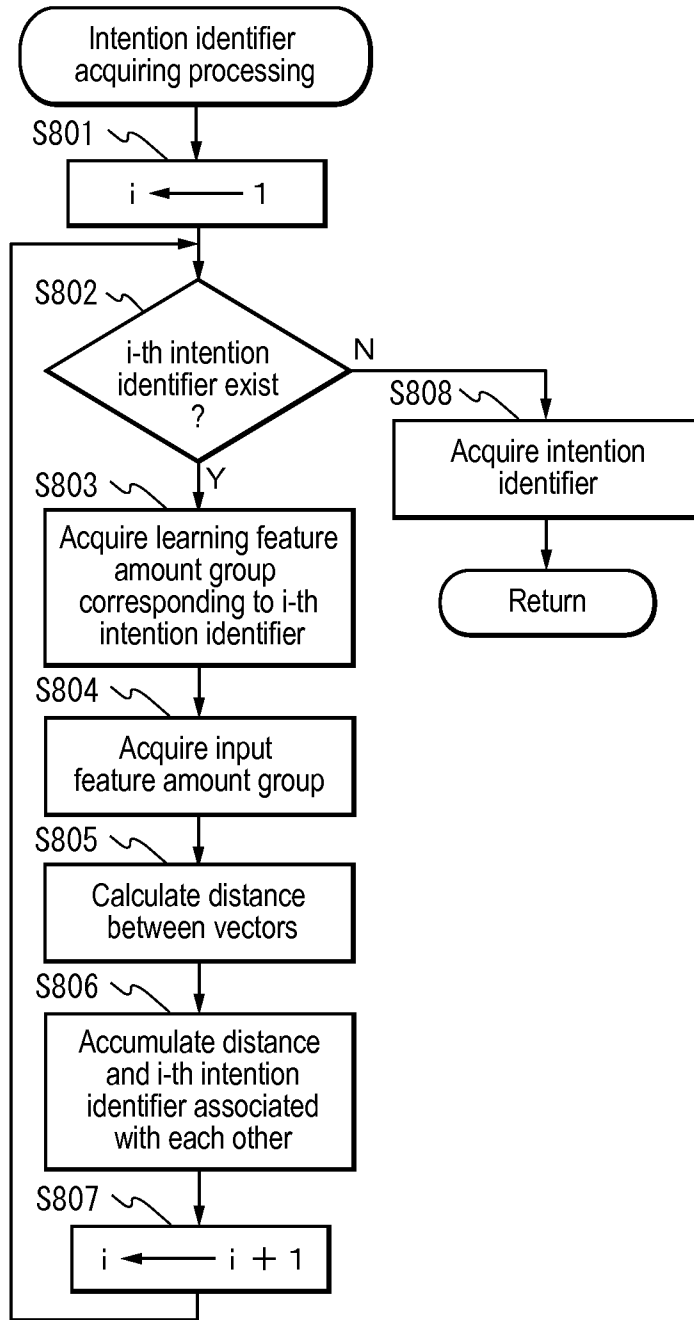 Intention identifier
acquiring processing
S801
i ← 1
S802
i-th intention
identifier exist
?
N
Y
S808
Acquire intention
identifier
Return
S803
Acquire learning feature
amount group
corresponding to i-th
intention identifier
S804
Acquire input
feature amount group
S805
Calculate distance
between vectors
S806
Accumulate distance
and i-th intention
identifier associated
with each other
S807
i ← i + 1